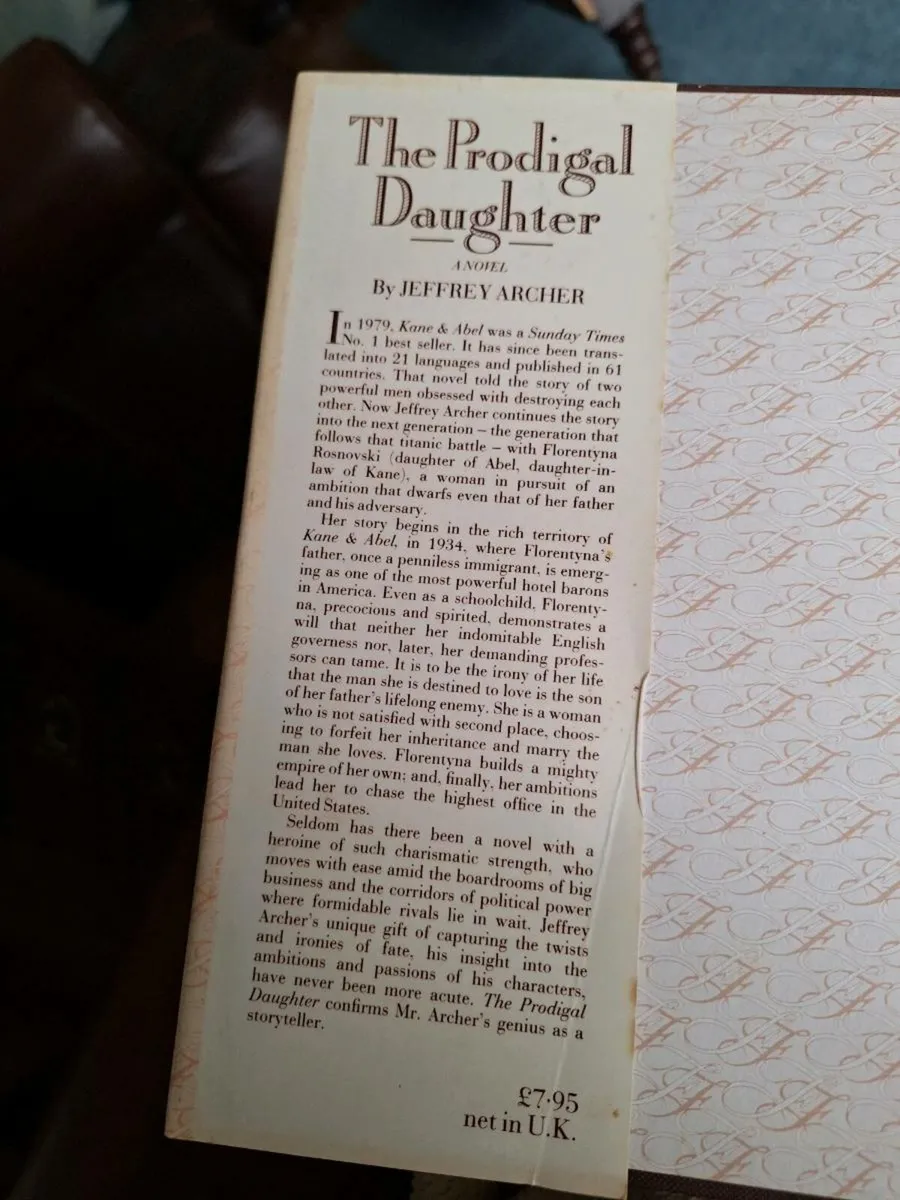 The Prodigal
Daughter
A NOVEL
By JEFFREY ARCHER
In 1979, Kane & Abel was a Sunday Times
No. 1 best seller. It has since been trans-
lated into 21 languages and published in 61
countries. That novel told the story of two
powerful men obsessed with destroying each
other. Now Jeffrey Archer continues the story
into the next generation – the generation that
follows that titanic battle – with Florentyna
Rosnovski (daughter of Abel, daughter-in-
law of Kane), a woman in pursuit of an
ambition that dwarfs even that of her father
and his adversary.
Her story begins in the rich territory of
Kane & Abel, in 1934, where Florentyna's
father, once a penniless immigrant, is emerg-
ing as one of the most powerful hotel barons
in America. Even as a schoolchild, Florenty-
na, precocious and spirited, demonstrates a
will that neither her indomitable English
governess nor, later, her demanding profes-
sors can tame. It is to be the irony of her life
that the man she is destined to love is the son
of her father's lifelong enemy. She is a woman
who is not satisfied with second place, choos-
ing to forfeit her inheritance and marry the
man she loves. Florentyna builds a mighty
empire of her own; and, finally, her ambitions
lead her to chase the highest office in the
United States.
Seldom has there been a novel with a
heroine of such charismatic strength, who
moves with ease amid the boardrooms of big
business and the corridors of political power
where formidable rivals lie in wait. Jeffrey
Archer's unique gift of capturing the twists
and ironies of fate, his insight into the
ambitions and passions of his characters,
have never been more acute. The Prodigal
Daughter confirms Mr. Archer's genius as a
storyteller.
£7·95
net in U.K.